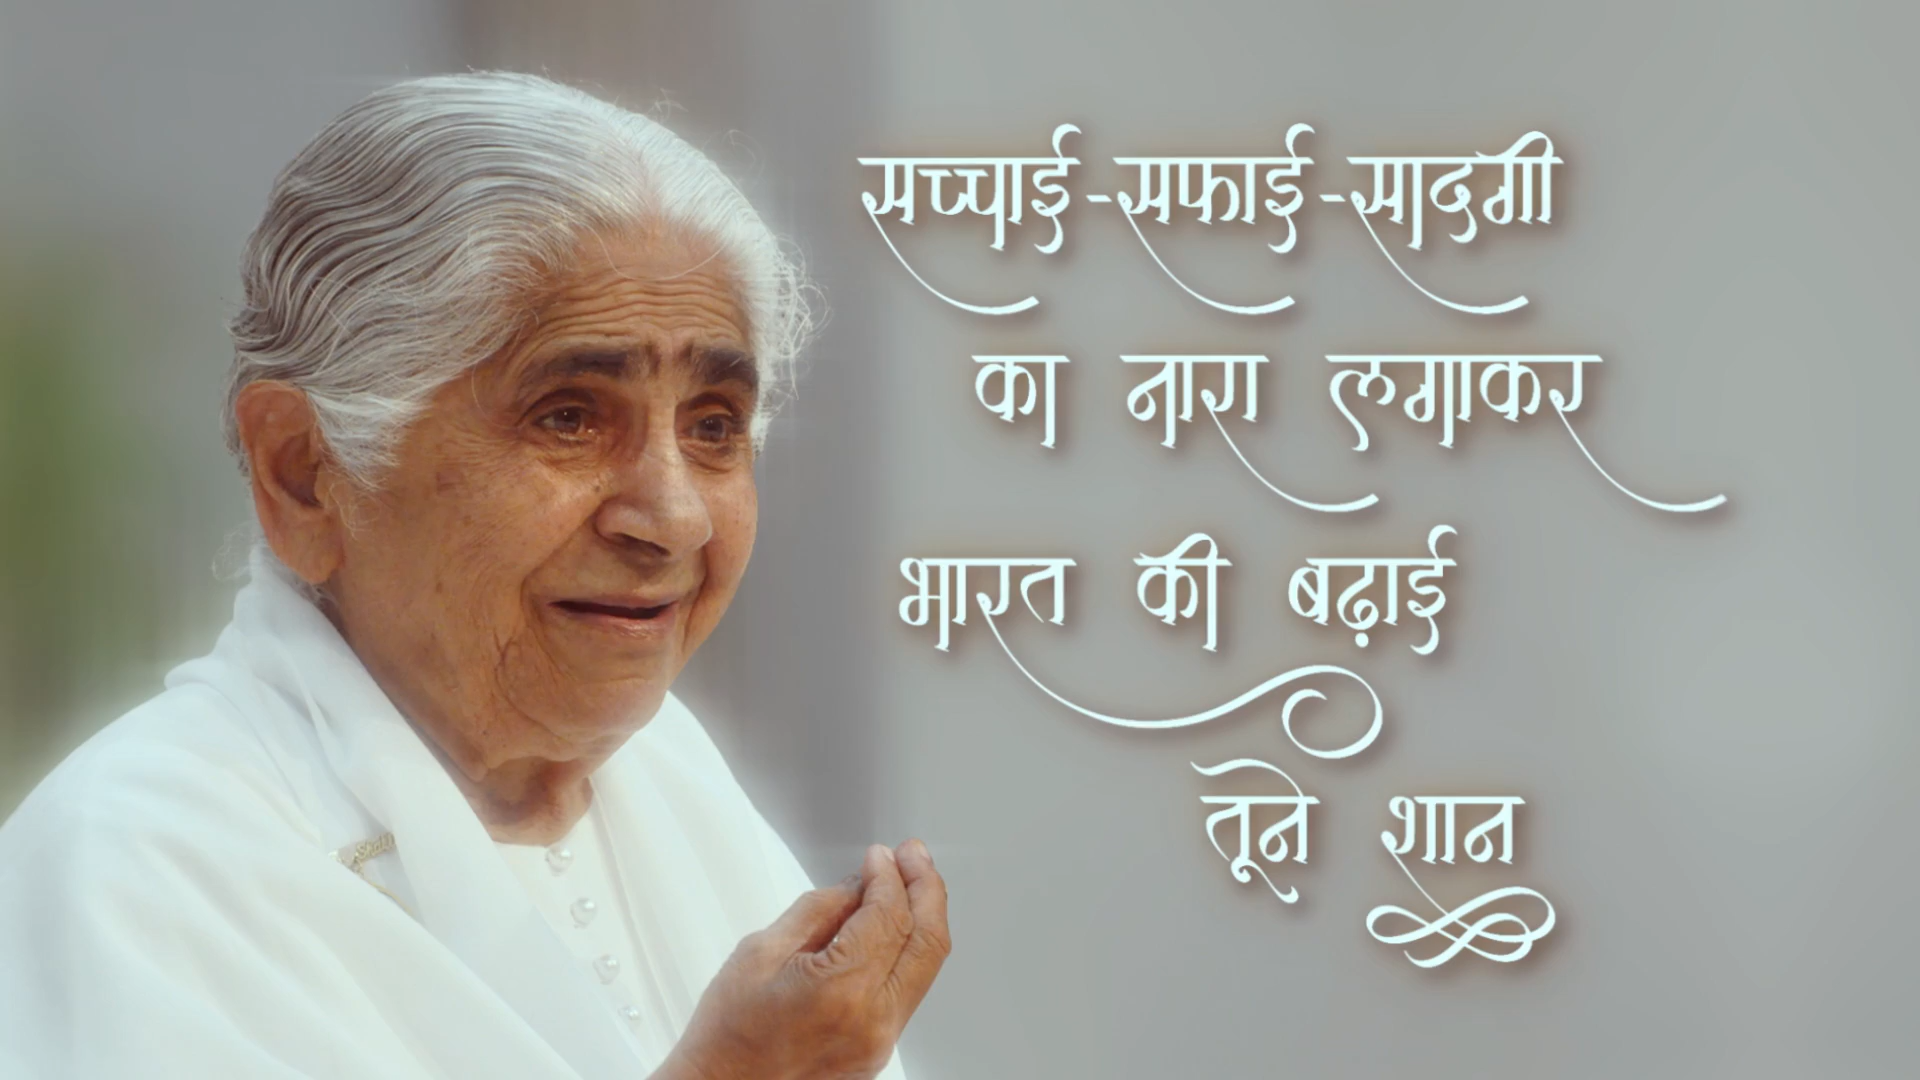 सच्चाई-सफाई-सादगी
का नारा लगाकर
भारत की बढ़ाई
तूने शान